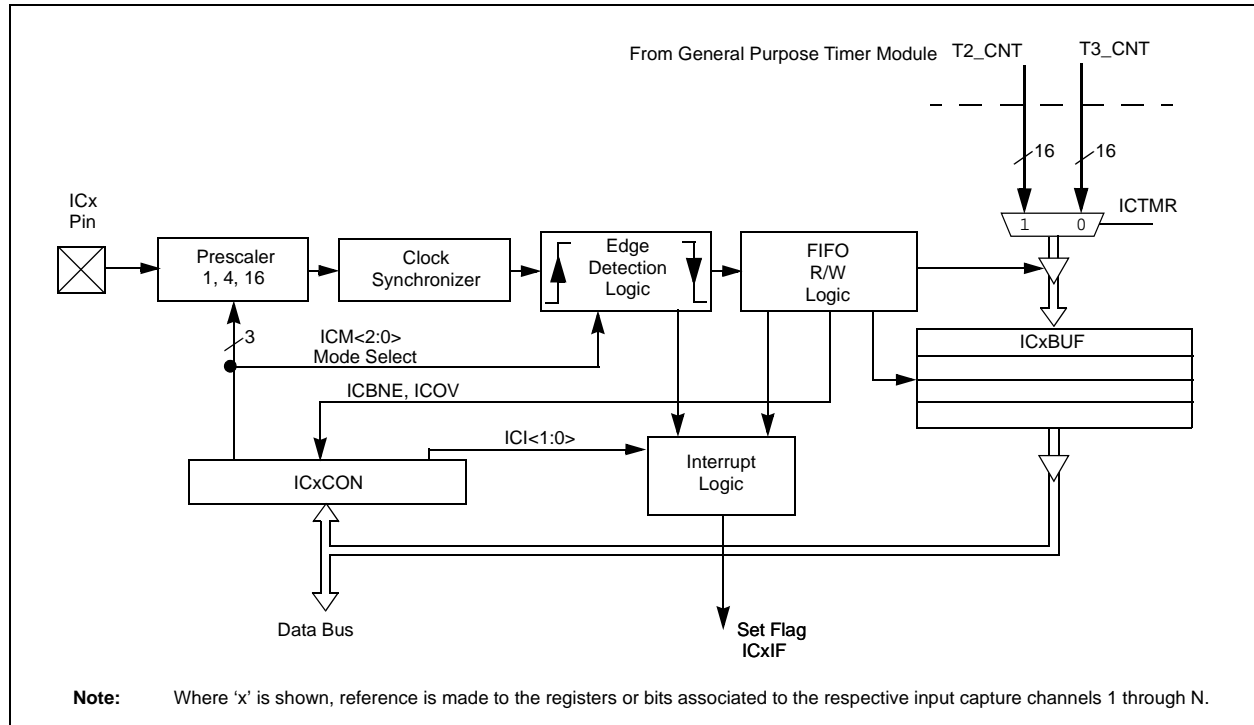 From General Purpose Timer Module
T2_CNT
T3_CNT
16
16
ICx
Pin
ICTMR
1
0
Prescaler
1, 4, 16
Clock
Synchronizer
Edge
Detection
Logic
FIFO
R/W
Logic
3
ICM<2:0>
Mode Select
ICxBUF
ICBNE, ICOV
ICI<1:0>
Interrupt
Logic
ICxCON
Data Bus
Set Flag
ICxIF
Note: Where ‘x’ is shown, reference is made to the registers or bits associated to the respective input capture channels 1 through N.